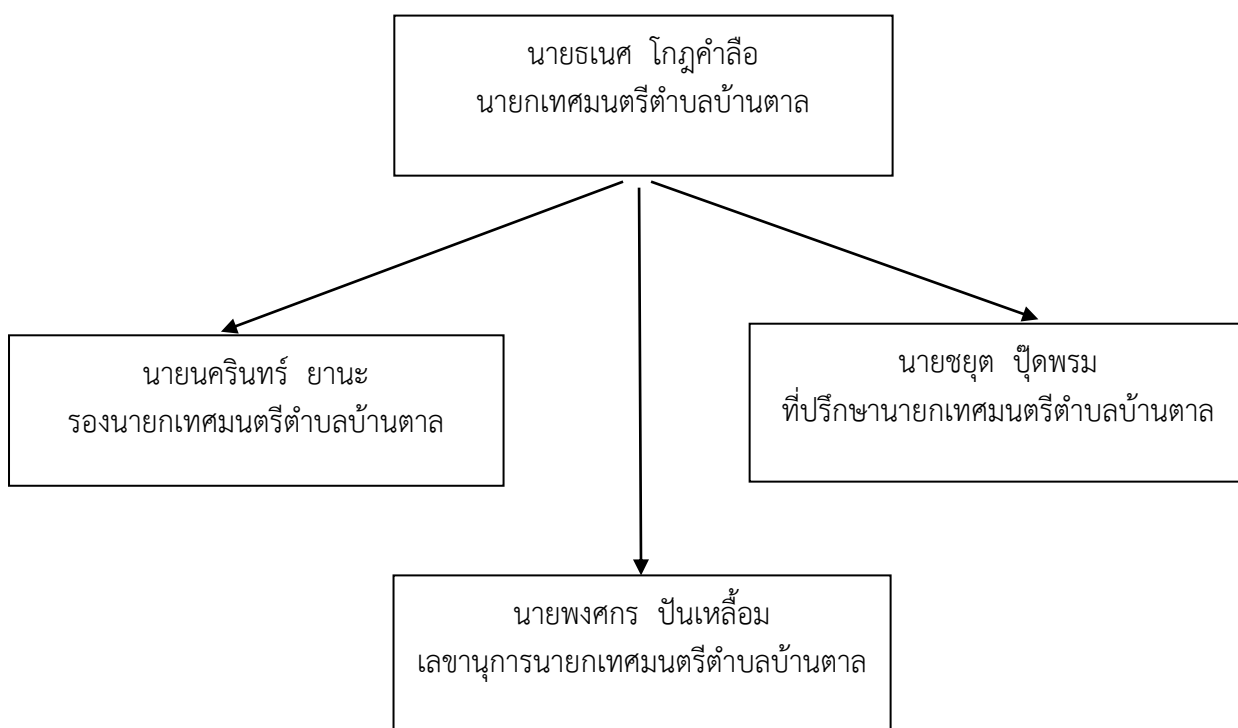 นายธเนศ โกฎคำลือ
นายกเทศมนตรีตำบลบ้านตาล
นายนครินทร์ ยานะ
รองนายกเทศมนตรีตำบลบ้านตาล
นายชยุต ปุ๊ดพรม
ที่ปรึกษานายกเทศมนตรีตำบลบ้านตาล
นายพงศกร ปันเหลื้อม
เลขานุการนายกเทศมนตรีตำบลบ้านตาล